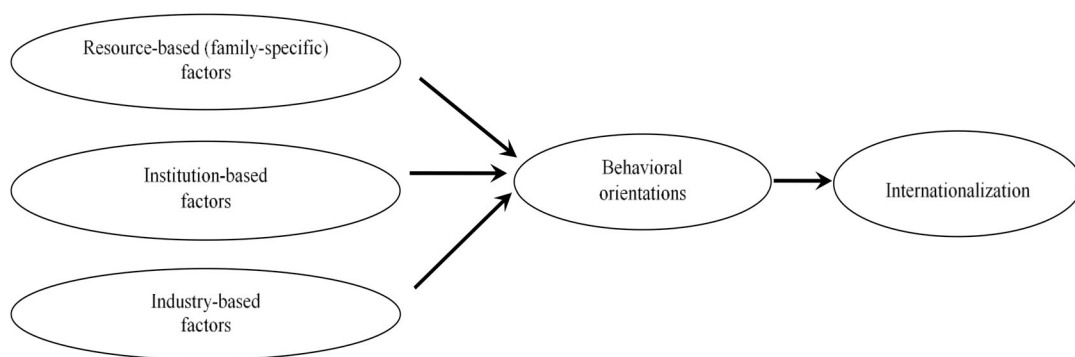 Resource-based (family-specific)
factors
Institution-based
factors
Industry-based
factors
Behavioral
orientations
Internationalization